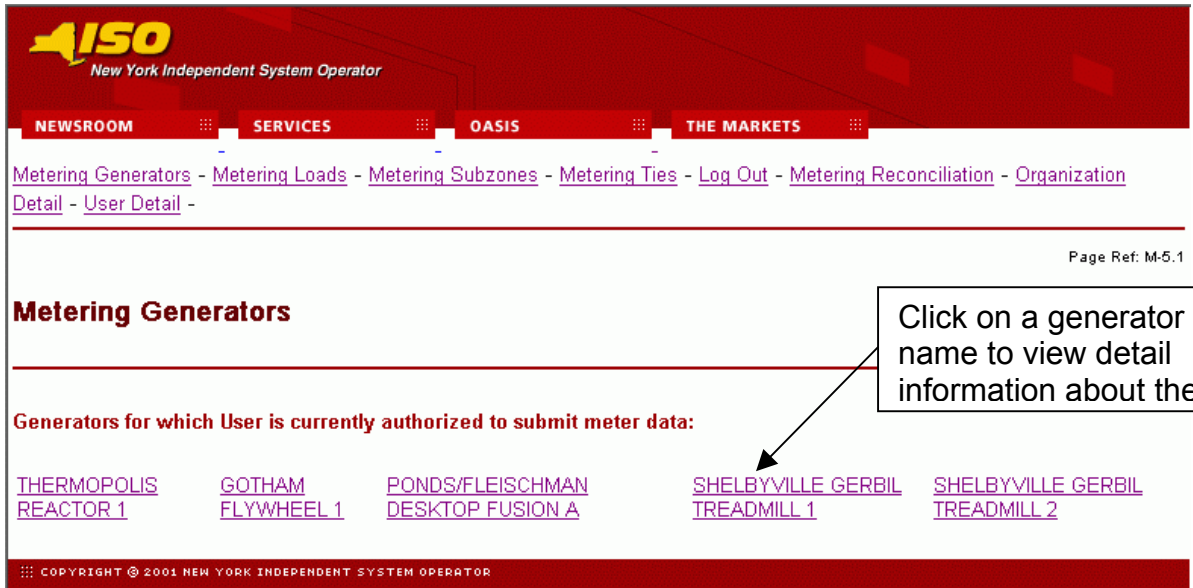 ISO
New York Independent System Operator
NEWSROOM SERVICES OASIS THE MARKETS
Metering Generators - Metering Loads - Metering Subzones - Metering Ties - Log Out - Metering Reconciliation - Organization
Detail - User Detail -
Page Ref: M-5.1
Metering Generators
Click on a generator
name to view detail
information about the
Generators for which User is currently authorized to submit meter data:
THERMOPOLIS GOTHAM PONDS/FLEISCHMAN SHELBYVILLE GERBIL SHELBYVILLE GERBIL
REACTOR 1 FLYWHEEL 1 DESKTOP FUSION A TREADMILL 1 TREADMILL 2
COPYRIGHT © 2001 NEW YORK INDEPENDENT SYSTEM OPERATOR